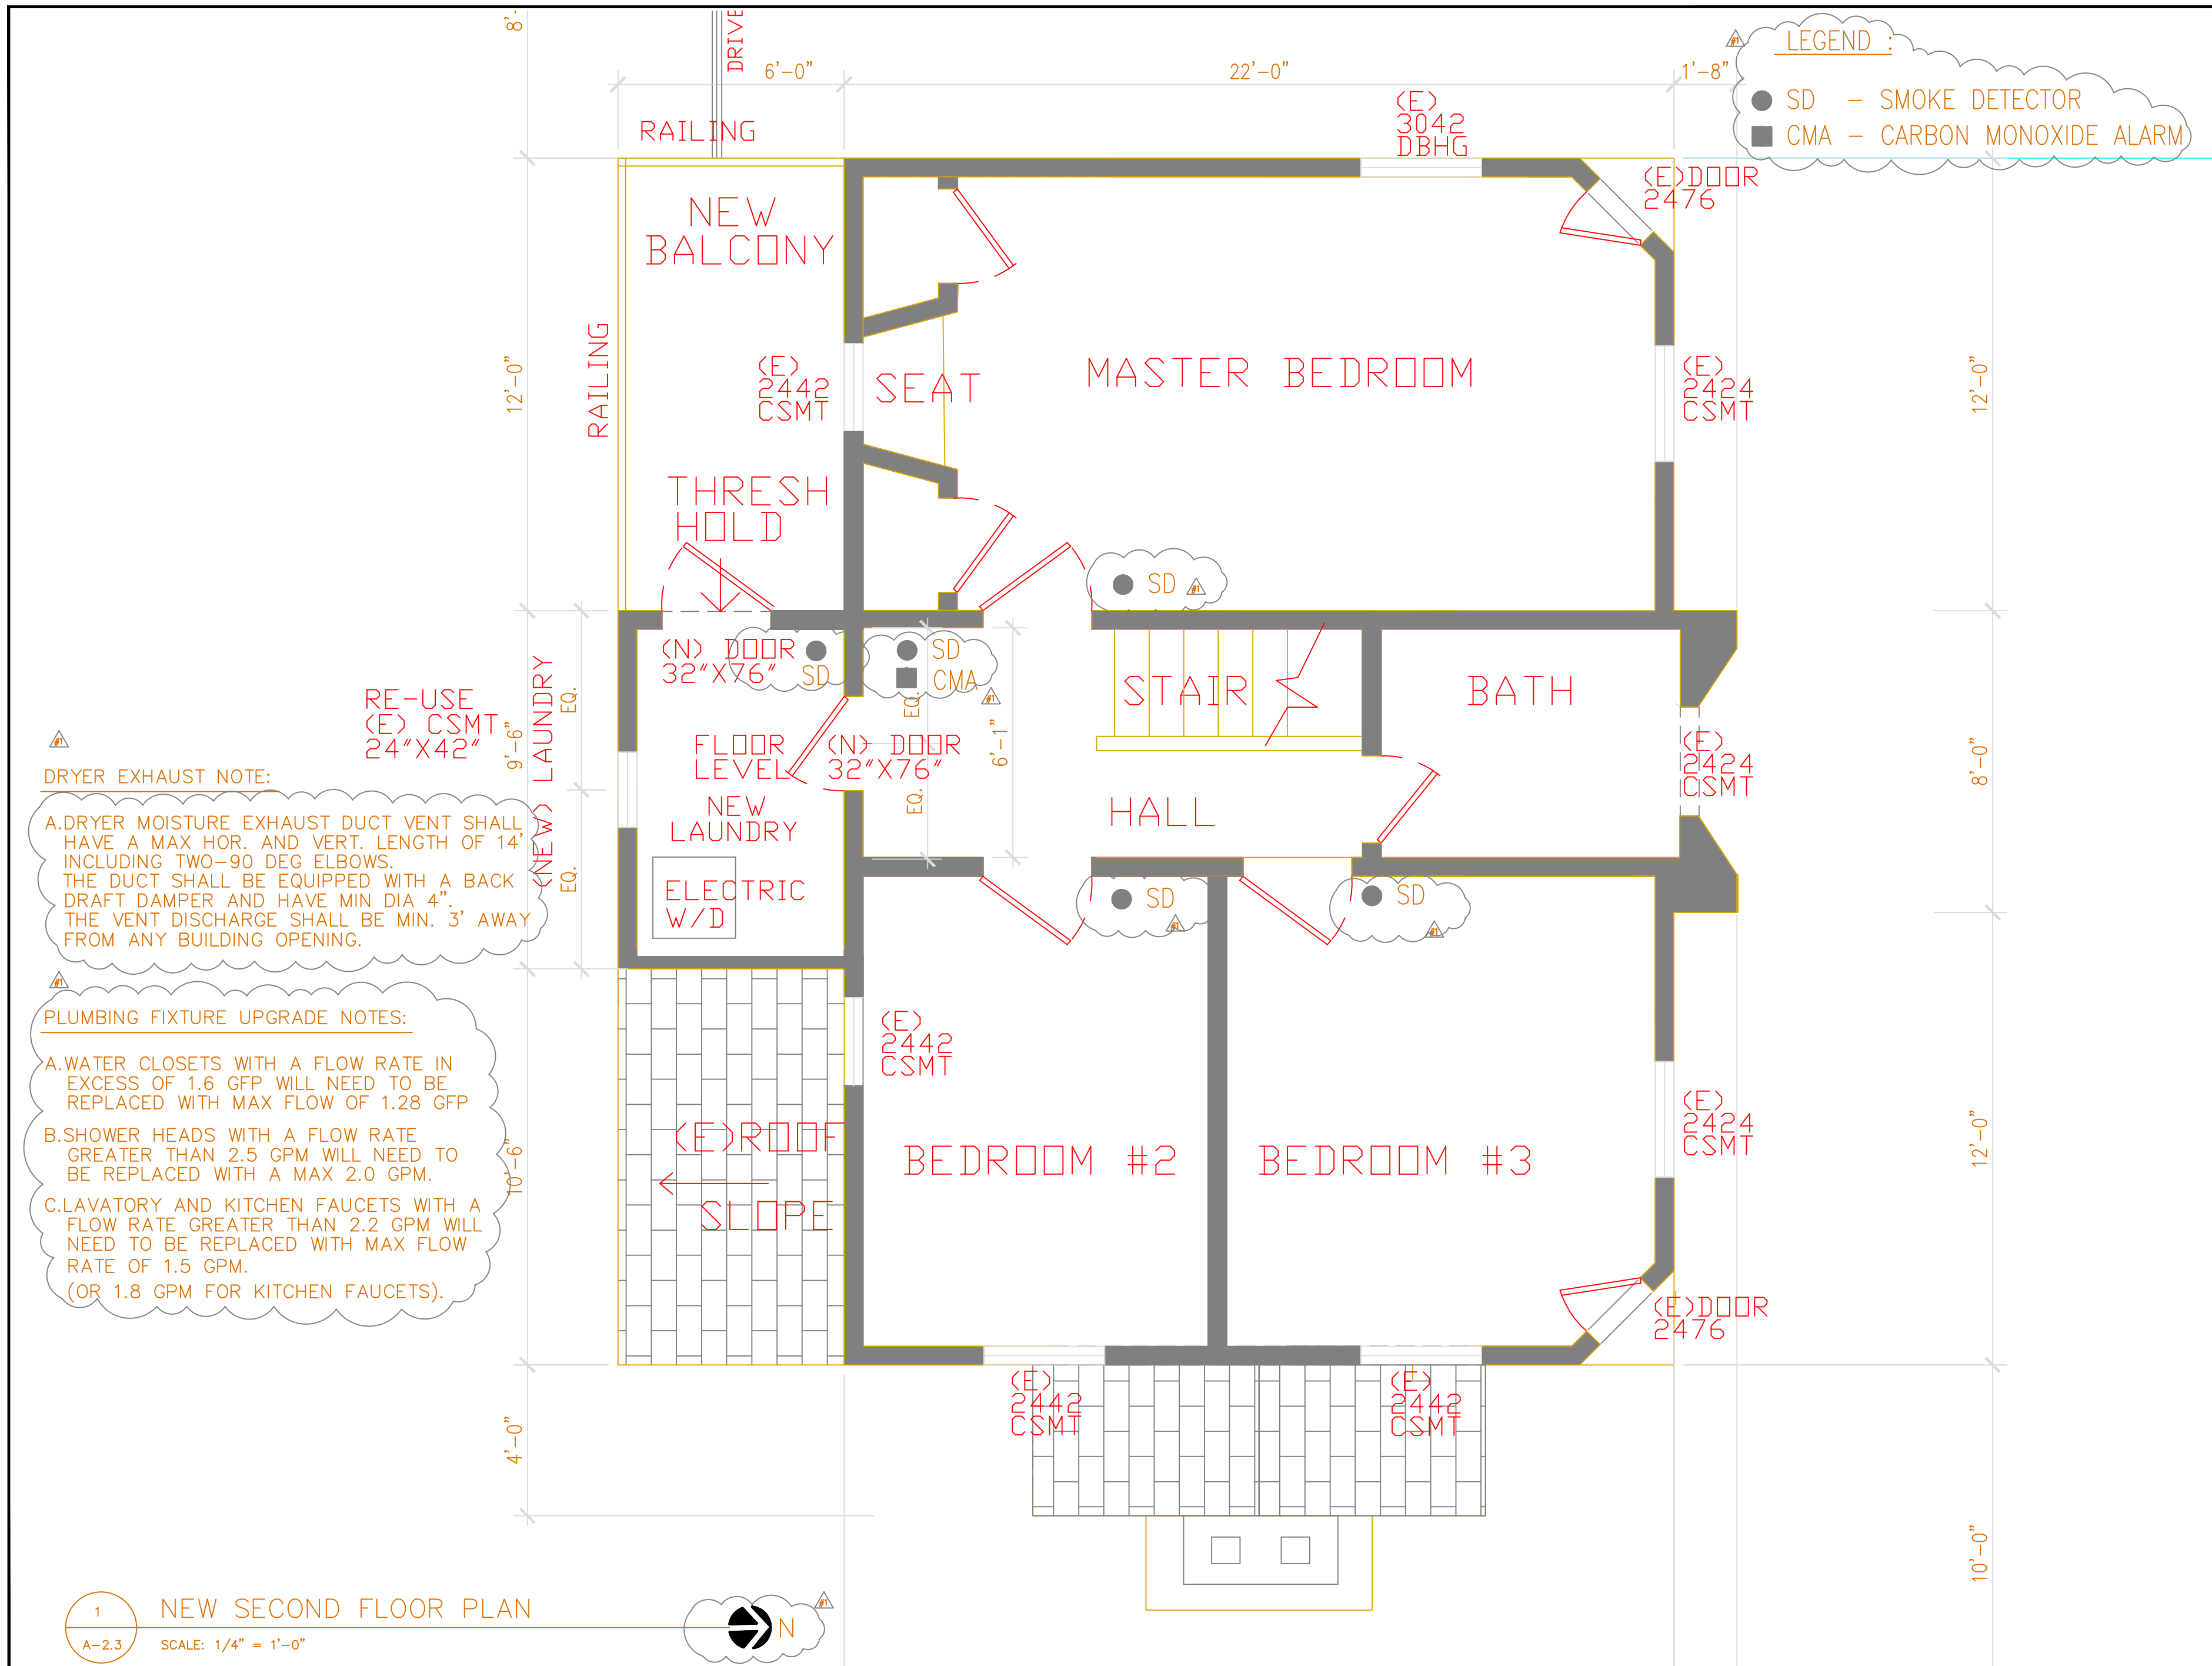 8'-
DRIVE
6'-0"
22'-0"
1'-8"
#1
LEGEND :
SD - SMOKE DETECTOR
CMA - CARBON MONOXIDE ALARM
RAILING
(E)
3042
DBHG
(E)DOOR
2476
NEW
BALCONY
RAILING
12'-0"
(E)
2442
CSMT
SEAT
MASTER BEDROOM
(E)
2424
CSMT
12'-0"
THRESH
HOLD
SD
#1
(N) DOOR
32"X76"
SD
SD
CMA
#1
EQ.
EQ.
6'-1"
STAIR
BATH
RE-USE
(E) CSMT
24"X42"
9'-6"
(NEW) LAUNDRY
EQ.
EQ.
FLOOR
LEVEL
(N) DOOR
32"X76"
NEW
LAUNDRY
HALL
(E)
2424
CSMT
8'-0"
ELECTRIC
W/D
SD
#1
SD
#1
#1
DRYER EXHAUST NOTE:
A.DRYER MOISTURE EXHAUST DUCT VENT SHALL
HAVE A MAX HOR. AND VERT. LENGTH OF 14'
INCLUDING TWO-90 DEG ELBOWS.
THE DUCT SHALL BE EQUIPPED WITH A BACK
DRAFT DAMPER AND HAVE MIN DIA 4".
THE VENT DISCHARGE SHALL BE MIN. 3' AWAY
FROM ANY BUILDING OPENING.
#1
PLUMBING FIXTURE UPGRADE NOTES:
A.WATER CLOSETS WITH A FLOW RATE IN
EXCESS OF 1.6 GFP WILL NEED TO BE
REPLACED WITH MAX FLOW OF 1.28 GFP
B.SHOWER HEADS WITH A FLOW RATE
GREATER THAN 2.5 GPM WILL NEED TO
BE REPLACED WITH A MAX 2.0 GPM.
C.LAVATORY AND KITCHEN FAUCETS WITH A
FLOW RATE GREATER THAN 2.2 GPM WILL
NEED TO BE REPLACED WITH MAX FLOW
RATE OF 1.5 GPM.
(OR 1.8 GPM FOR KITCHEN FAUCETS).
10'-6"
(E)
2442
CSMT
(E)ROOF
SLOPE
BEDROOM #2
BEDROOM #3
(E)
2424
CSMT
12'-0"
(E)DOOR
2476
(E)
2442
CSMT
(E)
2442
CSMT
4'-0"
10'-0"
1
A-2.3
NEW SECOND FLOOR PLAN
SCALE: 1/4" = 1'-0"
N
#1